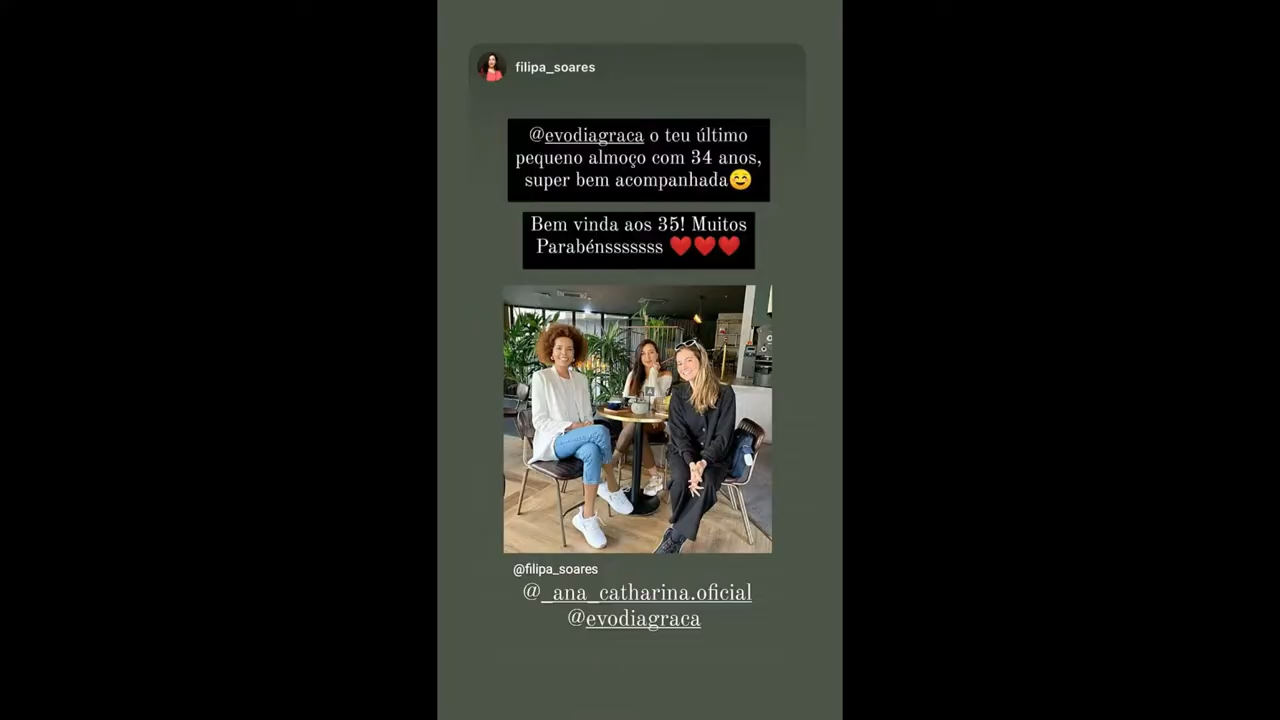 filipa_soares
@evodiagraca o teu último
pequeno almoço com 34 anos,
super bem acompanhada😊
Bem vinda aos 35! Muitos
Parabénsssssss ❤️❤️❤️
@filipa_soares
@_ana_catharina.oficial
@evodiagraca